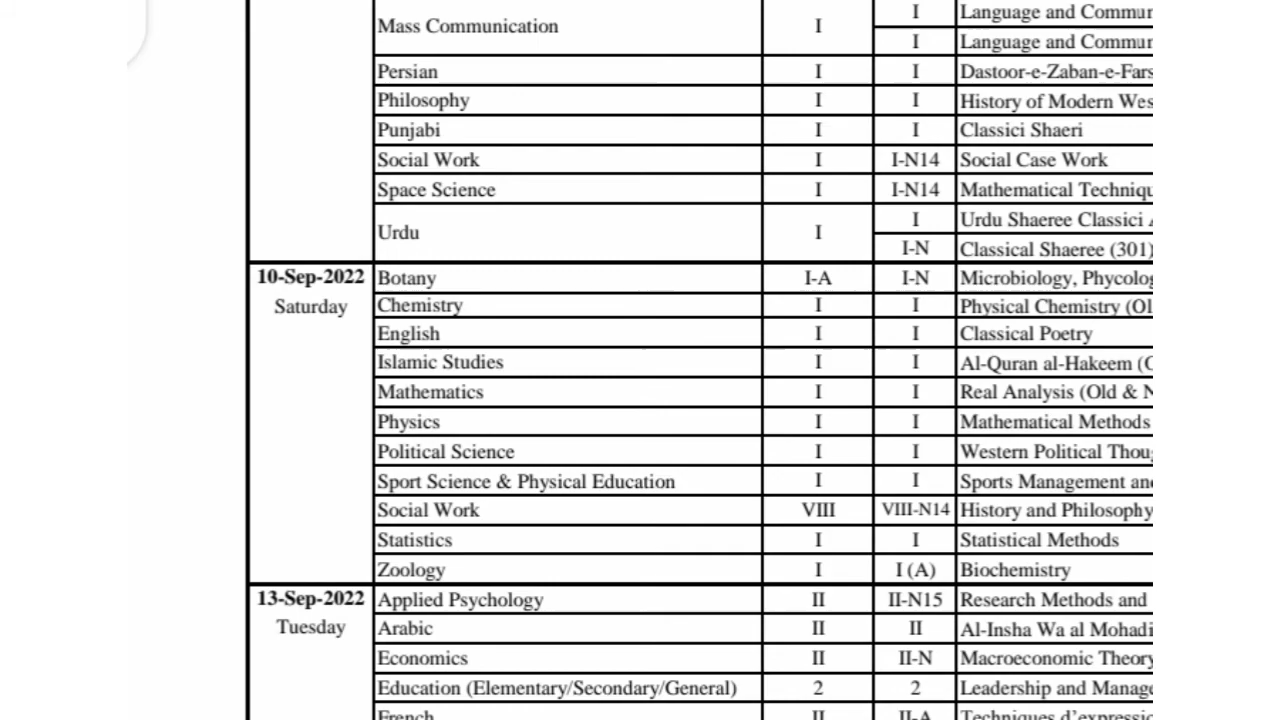 Mass Communication I I Language and Commun
I Language and Commun
Persian I I Dastoor-e-Zaban-e-Fars
Philosophy I I History of Modern Wes
Punjabi I I Classici Shaeri
Social Work I I-N14 Social Case Work
Space Science I I-N14 Mathematical Techniqu
Urdu I I Urdu Shaeree Classici
I-N Classical Shaeree (301)
10-Sep-2022 Botany I-A I-N Microbiology, Phycolog
Saturday Chemistry I I Physical Chemistry (Ol
English I I Classical Poetry
Islamic Studies I I Al-Quran al-Hakeem (O
Mathematics I I Real Analysis (Old & N
Physics I I Mathematical Methods
Political Science I I Western Political Thoug
Sport Science & Physical Education I I Sports Management and
Social Work VIII VIII-N14 History and Philosophy
Statistics I I Statistical Methods
Zoology I I (A) Biochemistry
13-Sep-2022 Applied Psychology II II-N15 Research Methods and
Tuesday Arabic II II Al-Insha Wa al Mohadi
Economics II II-N Macroeconomic Theory
Education (Elementary/Secondary/General) 2 2 Leadership and Manage
French II II-A Techniques d'expressio